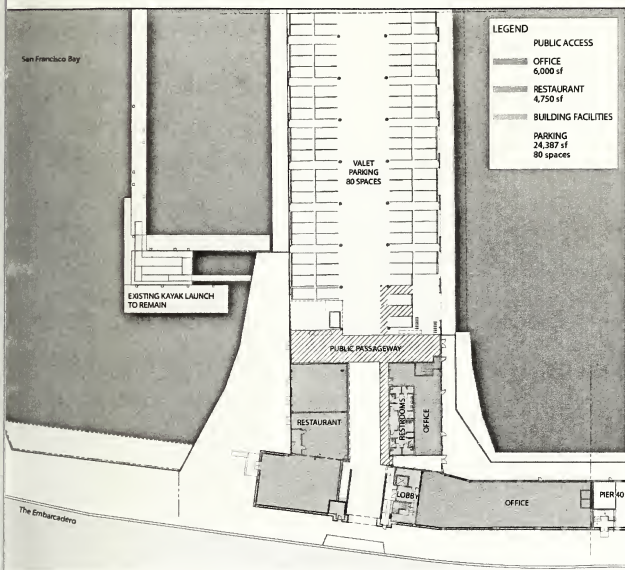 LEGEND
PUBLIC ACCESS
OFFICE
6,000 sf
RESTAURANT
4,750 sf
BUILDING FACILITIES
PARKING
24,387 sf
80 spaces
San Francisco Bay
VALET
PARKING
80 SPACES
EXISTING KAYAK LAUNCH
TO REMAIN
PUBLIC PASSAGEWAY
RESTAURANT
RESTROOMS
OFFICE
LOBBY
OFFICE
PIER 40
The Embarcadero